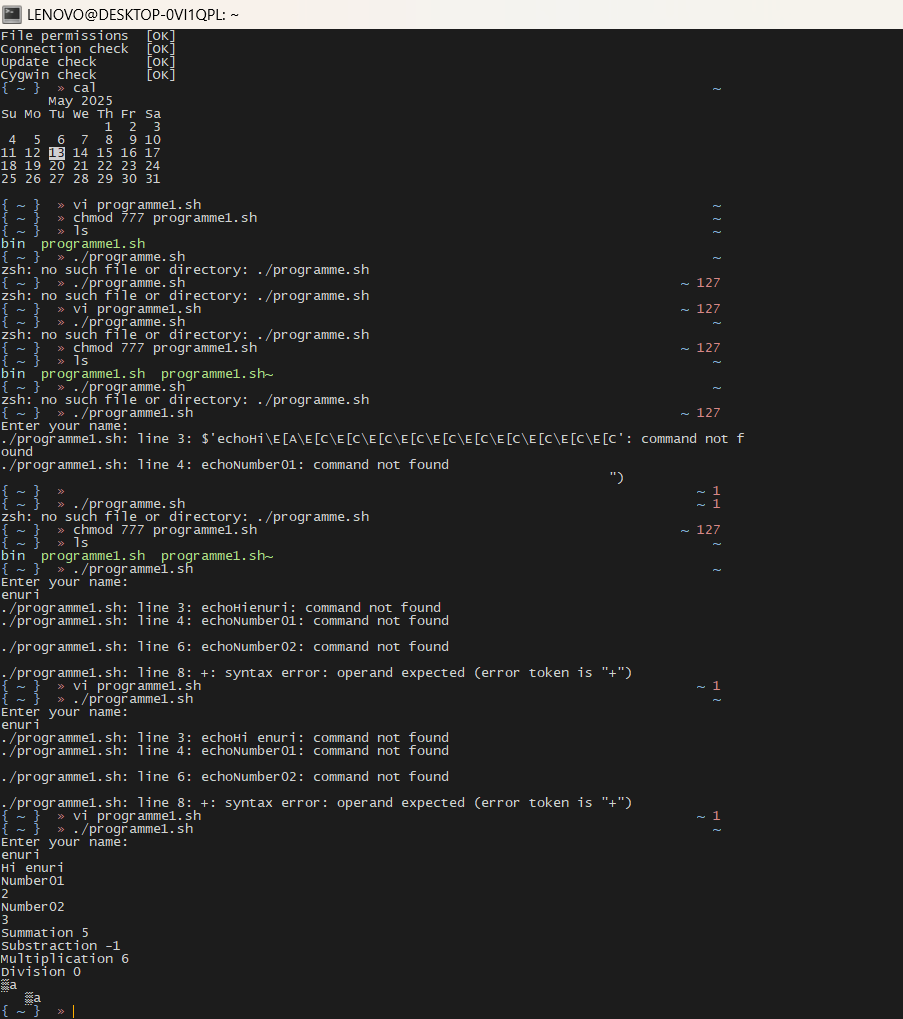 LENOVO@DESKTOP-0VI1QPL: ~
File permissions  [OK]
Connection check  [OK]
Update check      [OK]
Cygwin check      [OK]
{ ~ }  » cal                                                                             ~
      May 2025
Su Mo Tu We Th Fr Sa
             1  2  3
 4  5  6  7  8  9 10
11 12 13 14 15 16 17
18 19 20 21 22 23 24
25 26 27 28 29 30 31
{ ~ }  » vi programme1.sh                                                                ~
{ ~ }  » chmod 777 programme1.sh                                                         ~
{ ~ }  » ls                                                                              ~
bin  programme1.sh
{ ~ }  » ./programme.sh                                                                  ~
zsh: no such file or directory: ./programme.sh
{ ~ }  » ./programme.sh                                                              ~ 127
zsh: no such file or directory: ./programme.sh
{ ~ }  » vi programme1.sh                                                            ~ 127
{ ~ }  » ./programme.sh                                                                  ~
zsh: no such file or directory: ./programme.sh
{ ~ }  » chmod 777 programme1.sh                                                     ~ 127
{ ~ }  » ls                                                                              ~
bin  programme1.sh  programme1.sh~
{ ~ }  » ./programme.sh                                                                  ~
zsh: no such file or directory: ./programme.sh
{ ~ }  » ./programme1.sh                                                             ~ 127
Enter your name:
./programme1.sh: line 3: $'echoHi\E[A\E[C\E[C\E[C\E[C\E[C\E[C\E[C\E[C\E[C\E[C': command not f
ound
./programme1.sh: line 4: echoNumber01: command not found
")
{ ~ }  »                                                                               ~ 1
{ ~ }  » ./programme.sh                                                                ~ 1
zsh: no such file or directory: ./programme.sh
{ ~ }  » chmod 777 programme1.sh                                                     ~ 127
{ ~ }  » ls                                                                              ~
bin  programme1.sh  programme1.sh~
{ ~ }  » ./programme1.sh                                                                 ~
Enter your name:
enuri
./programme1.sh: line 3: echoHienuri: command not found
./programme1.sh: line 4: echoNumber01: command not found
./programme1.sh: line 6: echoNumber02: command not found
./programme1.sh: line 8: +: syntax error: operand expected (error token is "+")
{ ~ }  » vi programme1.sh                                                              ~ 1
{ ~ }  » ./programme1.sh                                                                 ~
Enter your name:
enuri
./programme1.sh: line 3: echoHi enuri: command not found
./programme1.sh: line 4: echoNumber01: command not found
./programme1.sh: line 6: echoNumber02: command not found
./programme1.sh: line 8: +: syntax error: operand expected (error token is "+")
{ ~ }  » vi programme1.sh                                                              ~ 1
{ ~ }  » ./programme1.sh                                                                 ~
Enter your name:
enuri
Hi enuri
Number01
2
Number02
3
Summation 5
Substraction -1
Multiplication 6
Division 0
▒a
   ▒a
{ ~ }  »